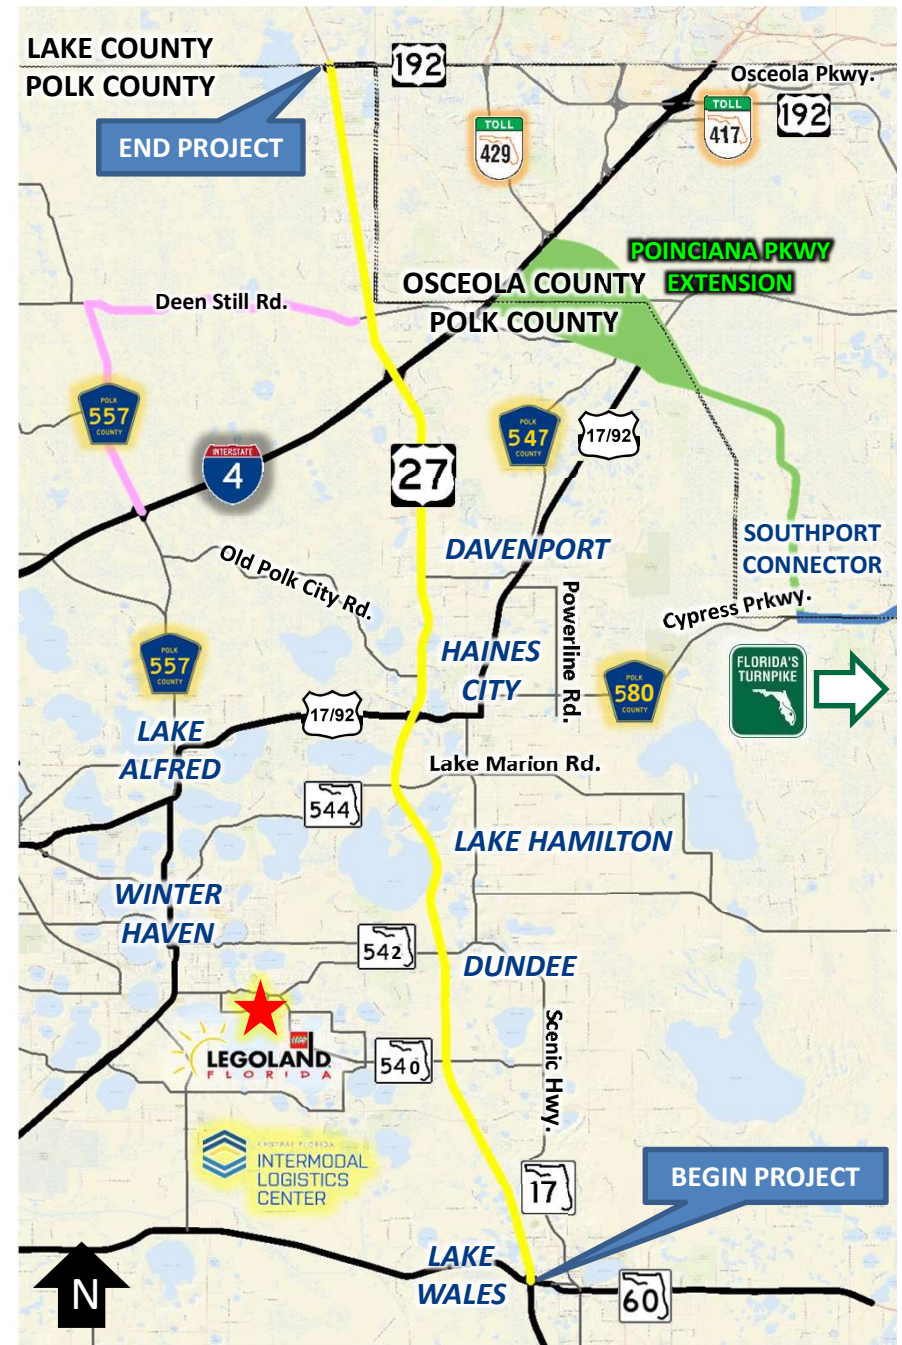 LAKE COUNTY
POLK COUNTY
192
Osceola Pkwy.
END PROJECT
TOLL
429
TOLL
417
192
POINCIANA PKWY
EXTENSION
OSCEOLA COUNTY
POLK COUNTY
Deen Still Rd.
POLK
557
COUNTY
INTERSTATE
4
27
POLK
547
COUNTY
17/92
DAVENPORT
SOUTHPORT
CONNECTOR
Old Polk City Rd.
Powerline Rd.
Cypress Prkwy.
POLK
557
COUNTY
HAINES
CITY
POLK
580
COUNTY
FLORIDA'S
TURNPIKE
17/92
LAKE
ALFRED
Lake Marion Rd.
544
LAKE HAMILTON
WINTER
HAVEN
542
DUNDEE
LEGO
LEGOLAND
FLORIDA
540
Scenic Hwy.
CENTRAL FLORIDA
INTERMODAL
LOGISTICS
CENTER
17
BEGIN PROJECT
LAKE
WALES
60
N